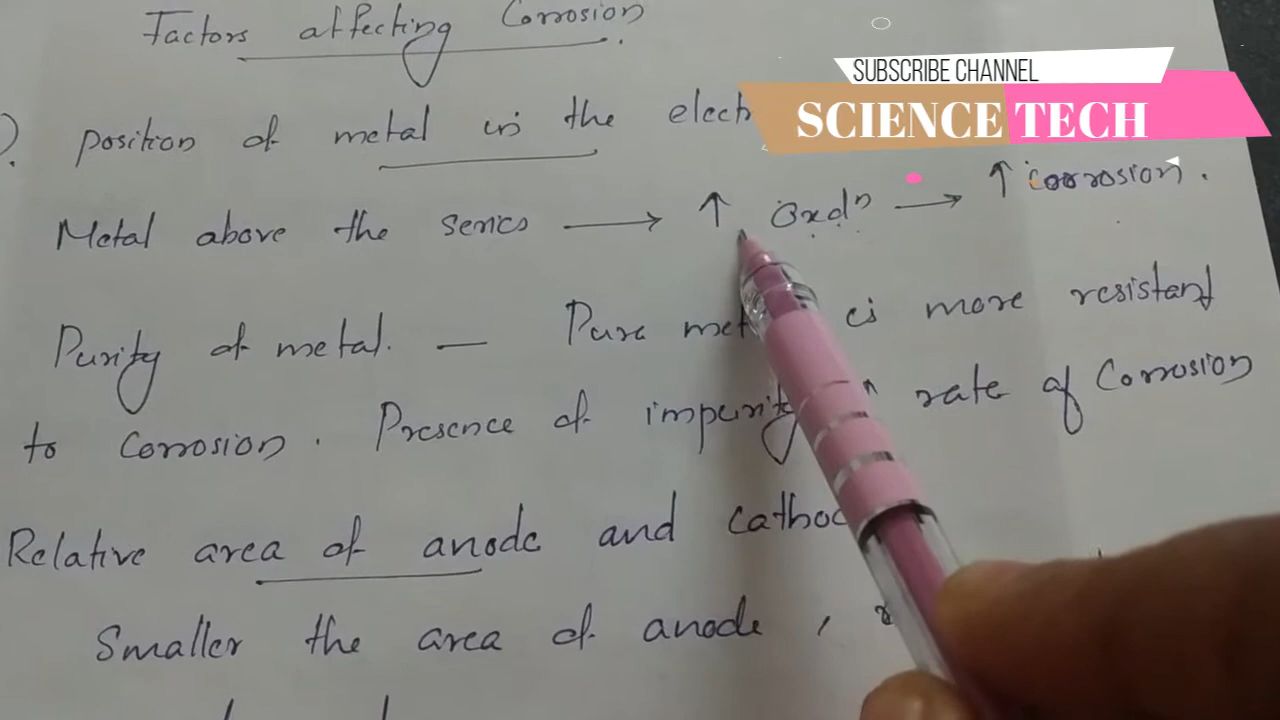 Factors affecting Corrosion
SUBSCRIBE CHANNEL
SCIENCE TECH
position of metal in the elect
Metal above the series → ↑ Oxdn → ↑ corrosion.
Purity of metal. — Pure met is more resistant
to corrosion. Presence of impurity ↑ rate of Corrosion
Relative area of anode and cathod
Smaller the area of anode,